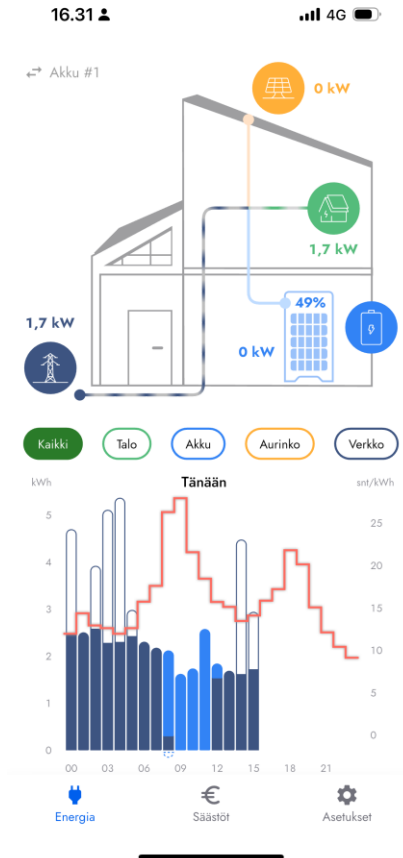 16.31 4G
Akku #1
0 kW
1,7 kW
49%
1,7 kW
0 kW
Kaikki Talo Akku Aurinko Verkko
kWh Tänään snt/kWh
5 25
4 20
3 15
2 10
1 5
0 0
00 03 06 09 12 15 18 21
Energia Säästöt Asetukset